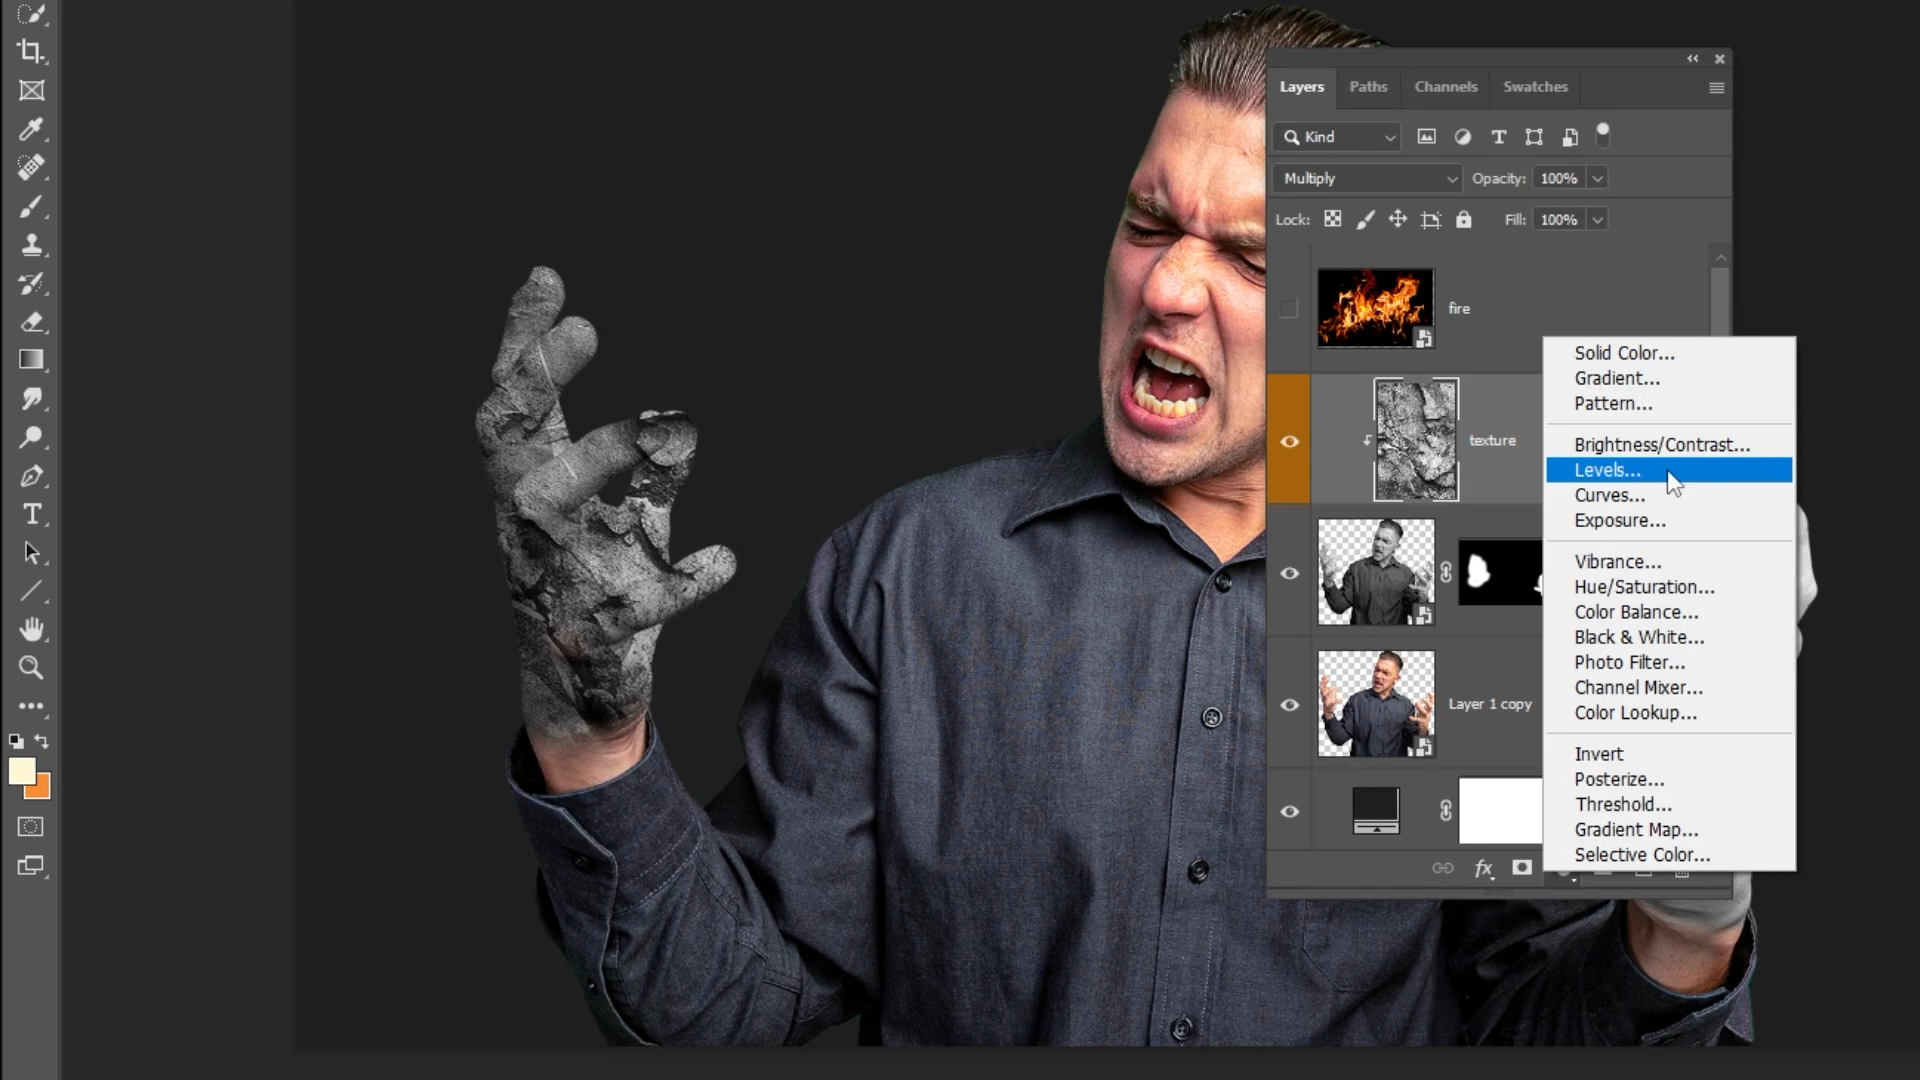 Layers Paths Channels Swatches
Kind
Multiply Opacity: 100%
Lock: Fill: 100%
fire
texture
Layer 1 copy
fx
Solid Color...
Gradient...
Pattern...
Brightness/Contrast...
Levels...
Curves...
Exposure...
Vibrance...
Hue/Saturation...
Color Balance...
Black & White...
Photo Filter...
Channel Mixer...
Color Lookup...
Invert
Posterize...
Threshold...
Gradient Map...
Selective Color...